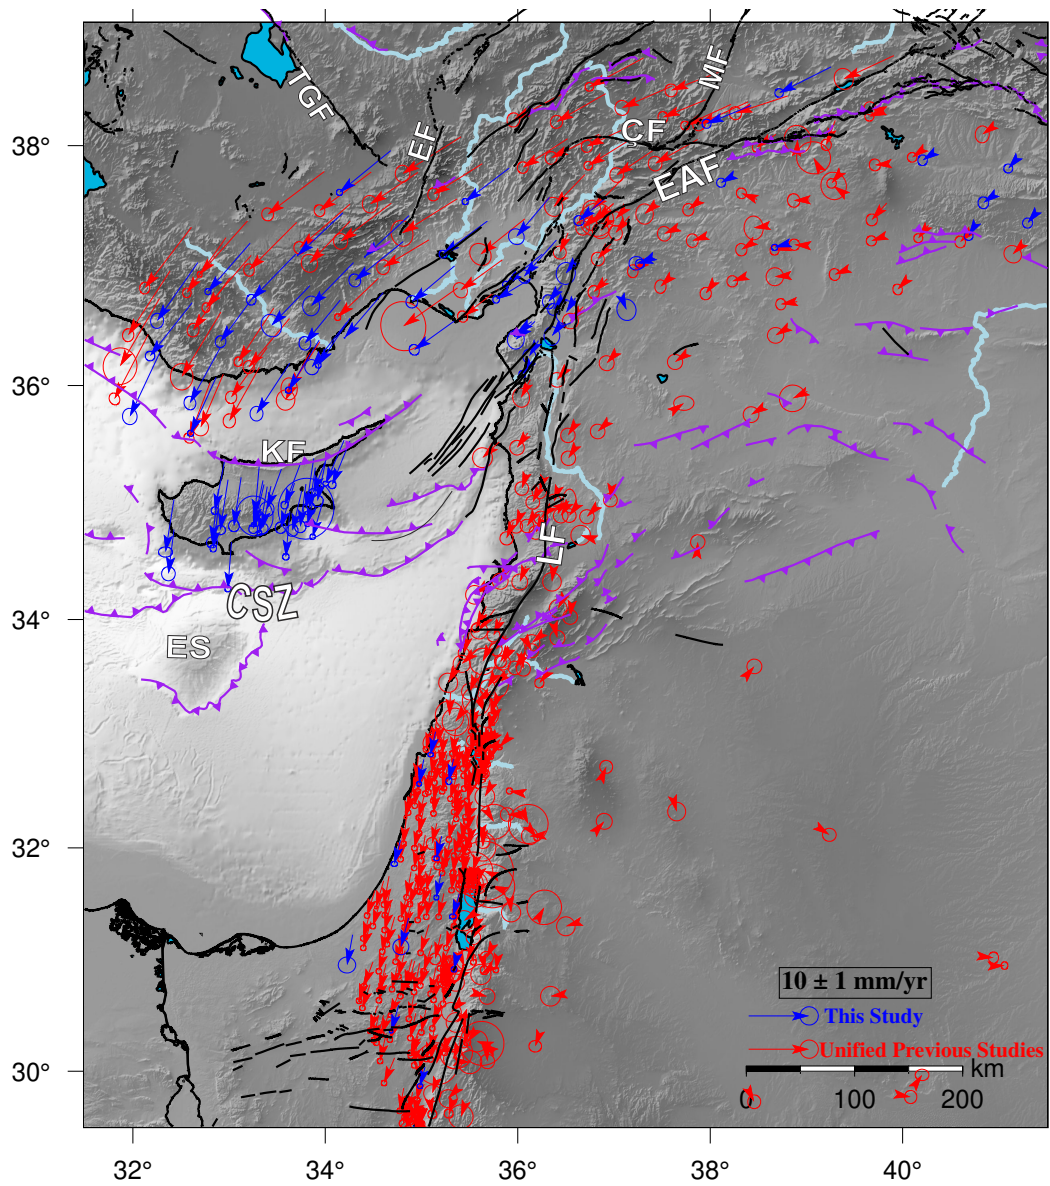 TGF
EF
MF
ÇF
EAF
38°
36°
KF
LF
CSZ
34°
ES
32°
30°
10 ± 1 mm/yr
This Study
Unified Previous Studies
km
0
100
200
32°
34°
36°
38°
40°